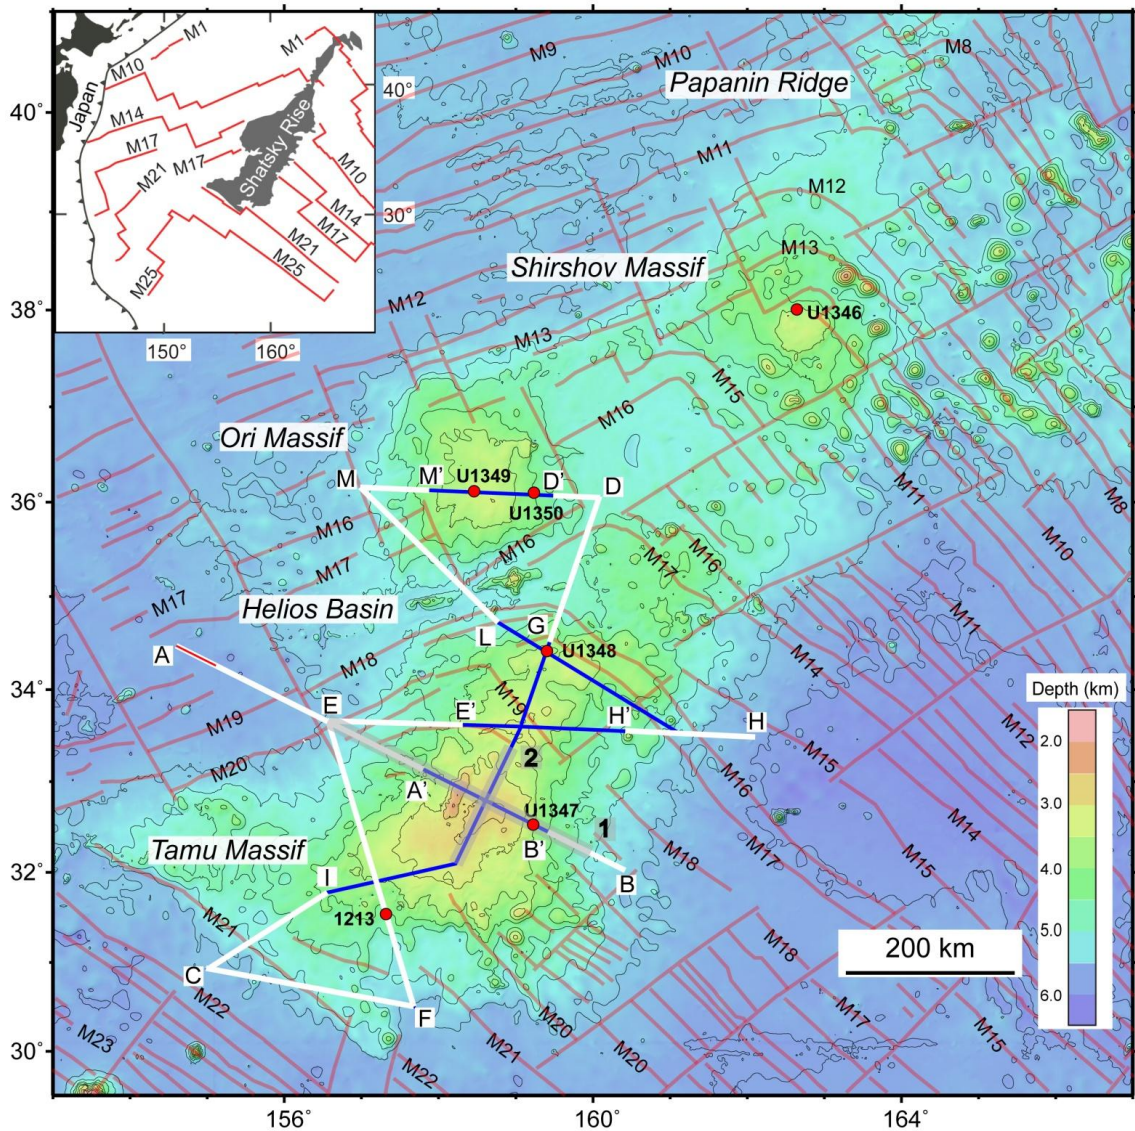 M1
M1
M10
Japan
M14
M17
M17
M21
M25
Shatsky Rise
M10
M14
M17
M21
M25
40°
30°
150°
160°
M9
M10
M8
Papanin Ridge
40°
M11
M12
M13
Shirshov Massif
M12
38°
U1346
M13
M15
M16
Ori Massif
M
M'
U1349
D'
D
U1350
M11
M8
36°
M16
M16
M17
M16
M17
M10
M17
Helios Basin
L
G
U1348
M11
A
M18
M14
34°
M19
E
E'
M19
H'
H
M12
Depth (km)
2.0
3.0
4.0
5.0
6.0
M20
2
M15
M16
A'
U1347
1
B'
M14
Tamu Massif
M18
M17
M15
B
32°
I
1213
M21
M18
200 km
C
F
M22
M23
M20
M17
M15
30°
M21
M20
M22
156°
160°
164°